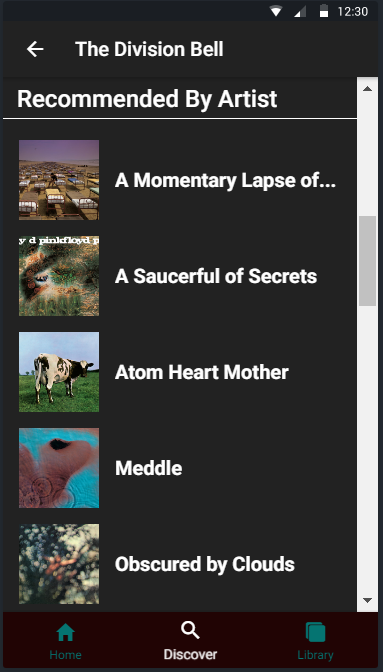 12:30
The Division Bell
Recommended By Artist
A Momentary Lapse of...
y d pinkfloyd p
A Saucerful of Secrets
Atom Heart Mother
Meddle
Obscured by Clouds
Home
Discover
Library